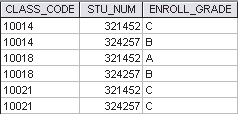 CLASS_CODE STU_NUM ENROLL_GRADE
10014 321452 C
10014 324257 B
10018 321452 A
10018 324257 B
10021 321452 C
10021 324257 C